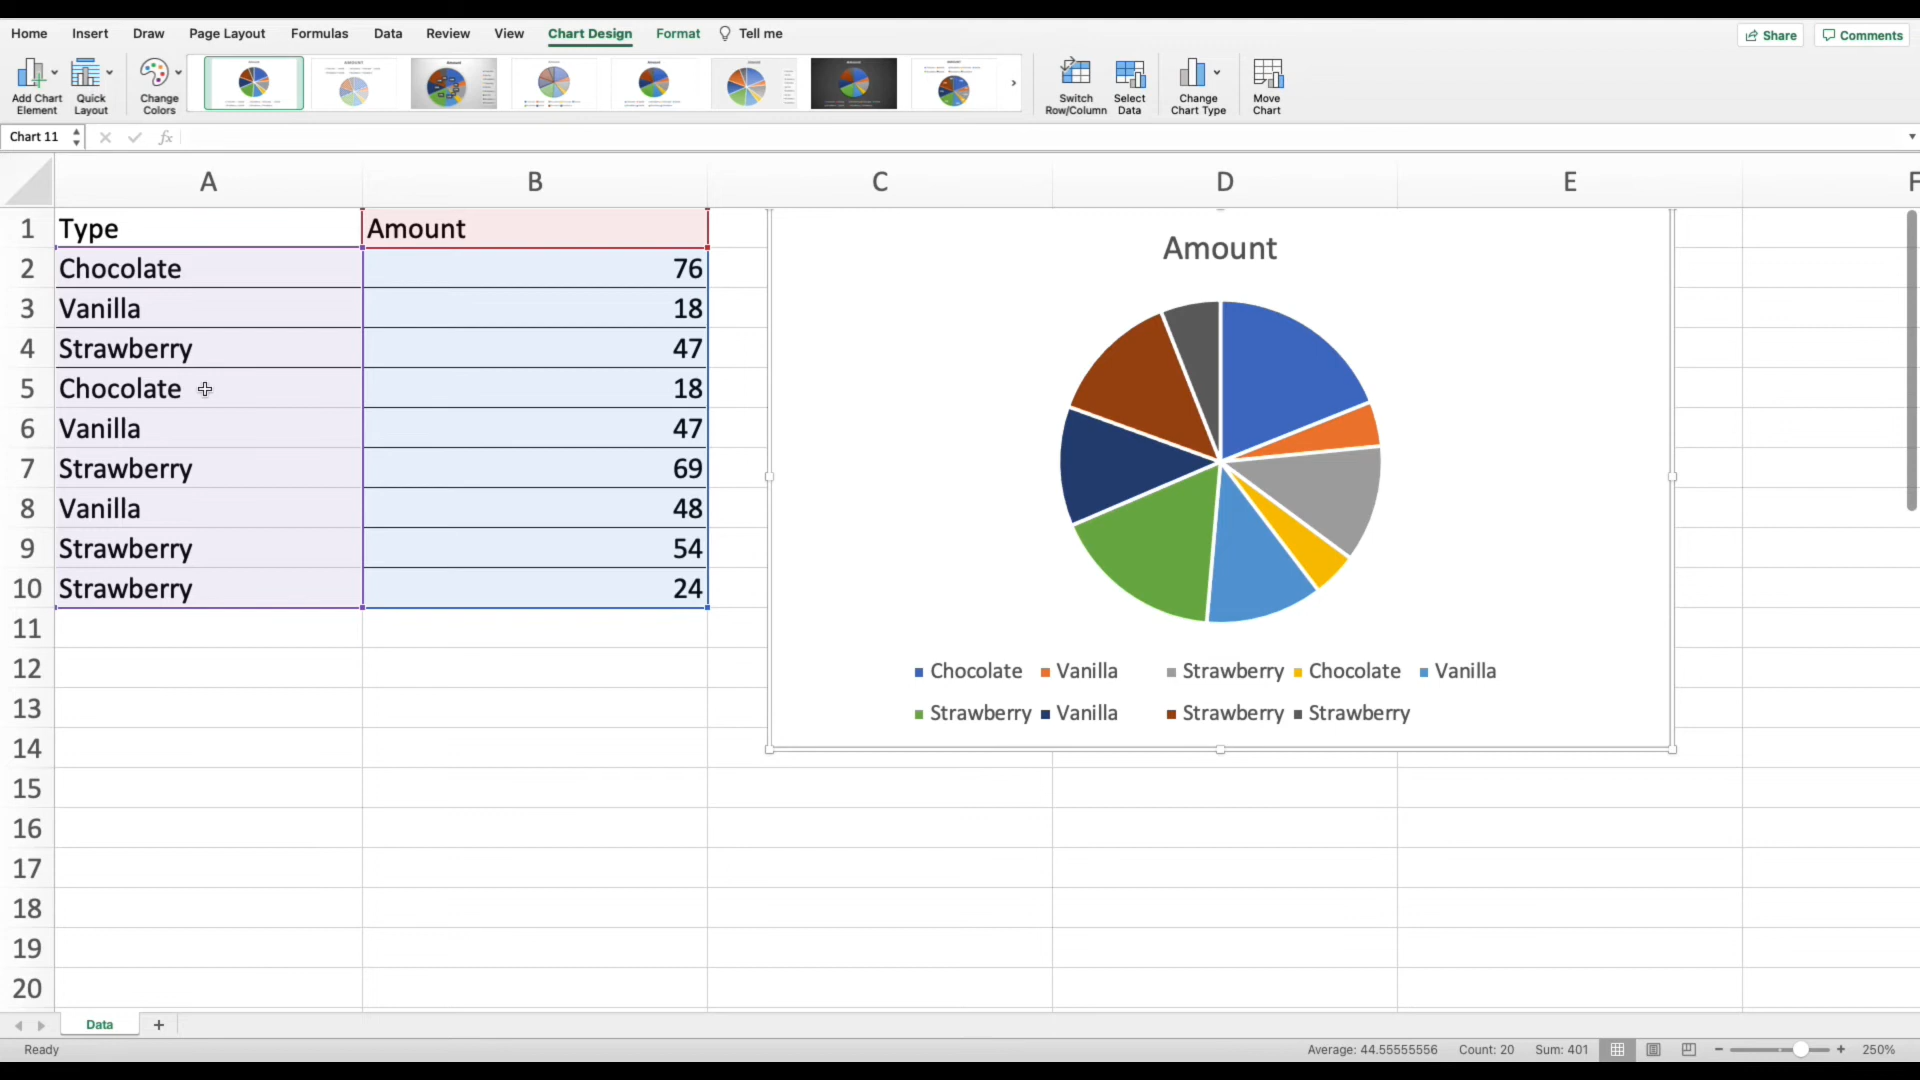 Home Insert Draw Page Layout Formulas Data Review View Chart Design Format Tell me Share Comments
Add Chart Element Quick Layout Change Colors Switch Row/Column Select Data Change Chart Type Move Chart
Chart 11 fx
A B C D E F
1 Type Amount
2 Chocolate 76
3 Vanilla 18
4 Strawberry 47
5 Chocolate 18
6 Vanilla 47
7 Strawberry 69
8 Vanilla 48
9 Strawberry 54
10 Strawberry 24
11
12
13
14
15
16
17
18
19
20
Amount
Chocolate Vanilla Strawberry Chocolate Vanilla
Strawberry Vanilla Strawberry Strawberry
Data
Ready Average: 44.55555556 Count: 20 Sum: 401 250%